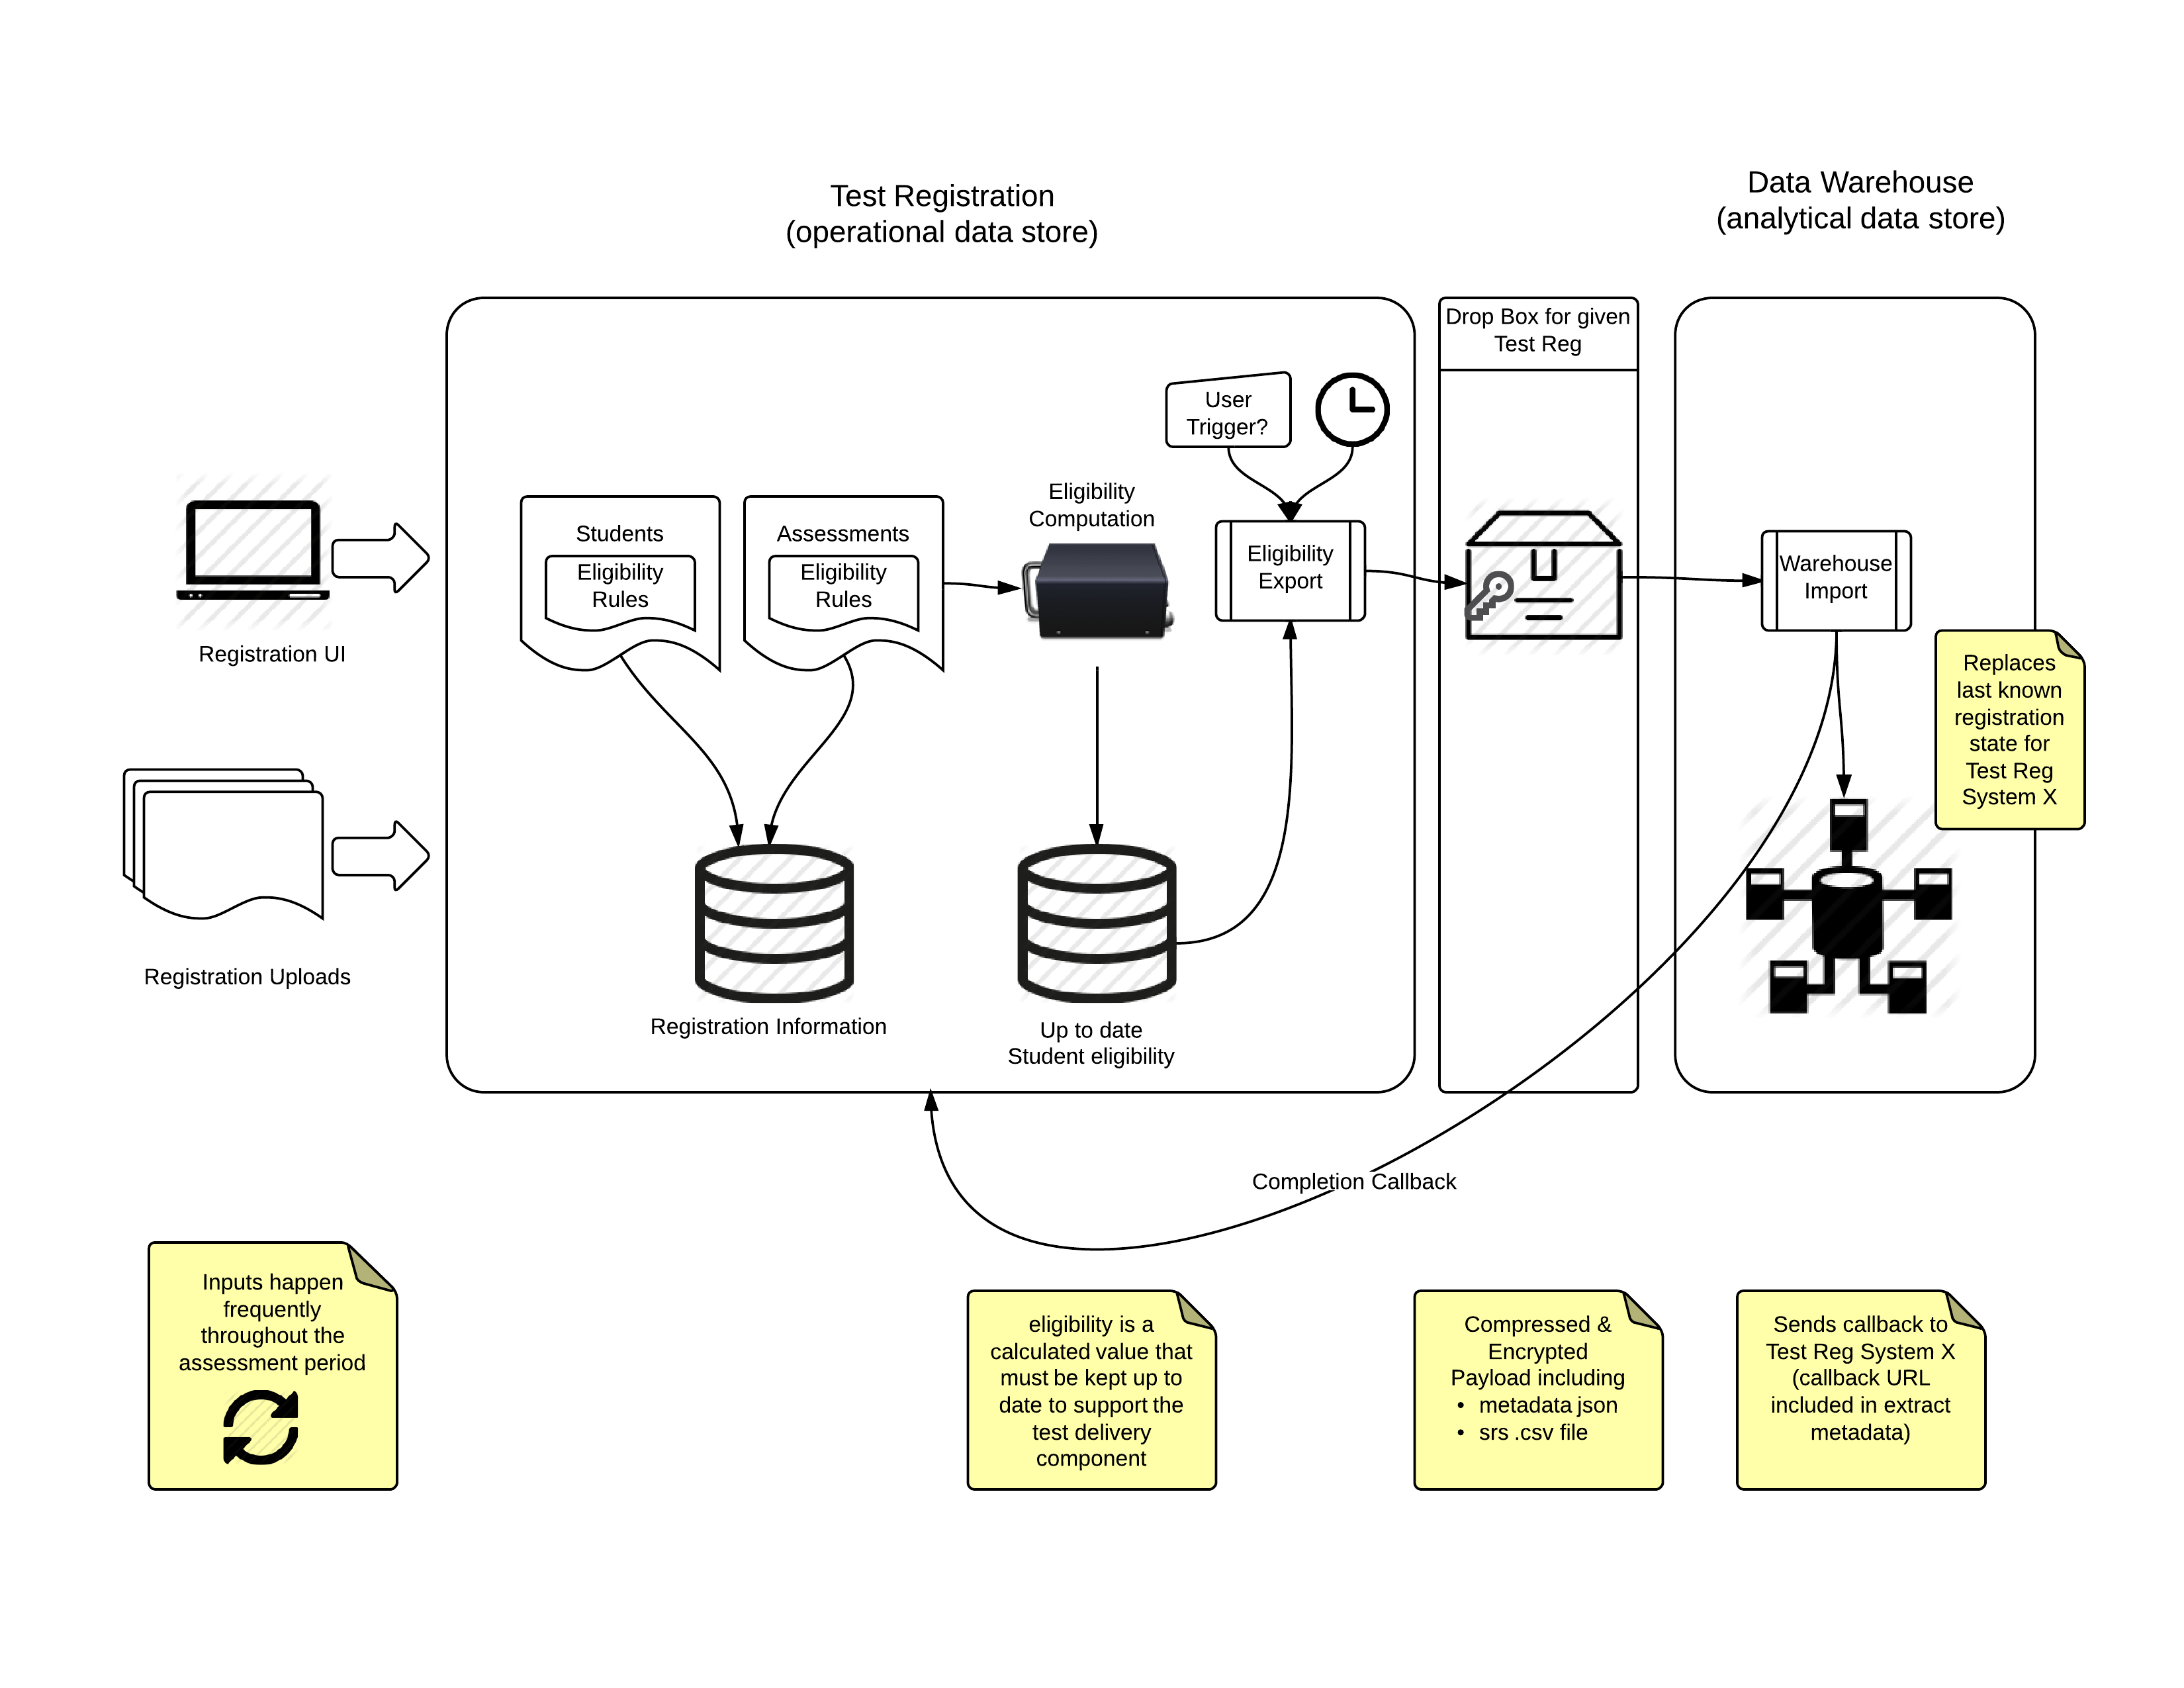 Test Registration
(operational data store)
Data Warehouse
(analytical data store)
Drop Box for given
Test Reg
User
Trigger?
Eligibility
Computation
Students
Eligibility
Rules
Assessments
Eligibility
Rules
Eligibility
Export
Warehouse
Import
Registration UI
Replaces
last known
registration
state for
Test Reg
System X
Registration Uploads
Registration Information
Up to date
Student eligibility
Completion Callback
Inputs happen
frequently
throughout the
assessment period
eligibility is a
calculated value that
must be kept up to
date to support the
test delivery
component
Compressed &
Encrypted
Payload including
• metadata json
• srs .csv file
Sends callback to
Test Reg System X
(callback URL
included in extract
metadata)